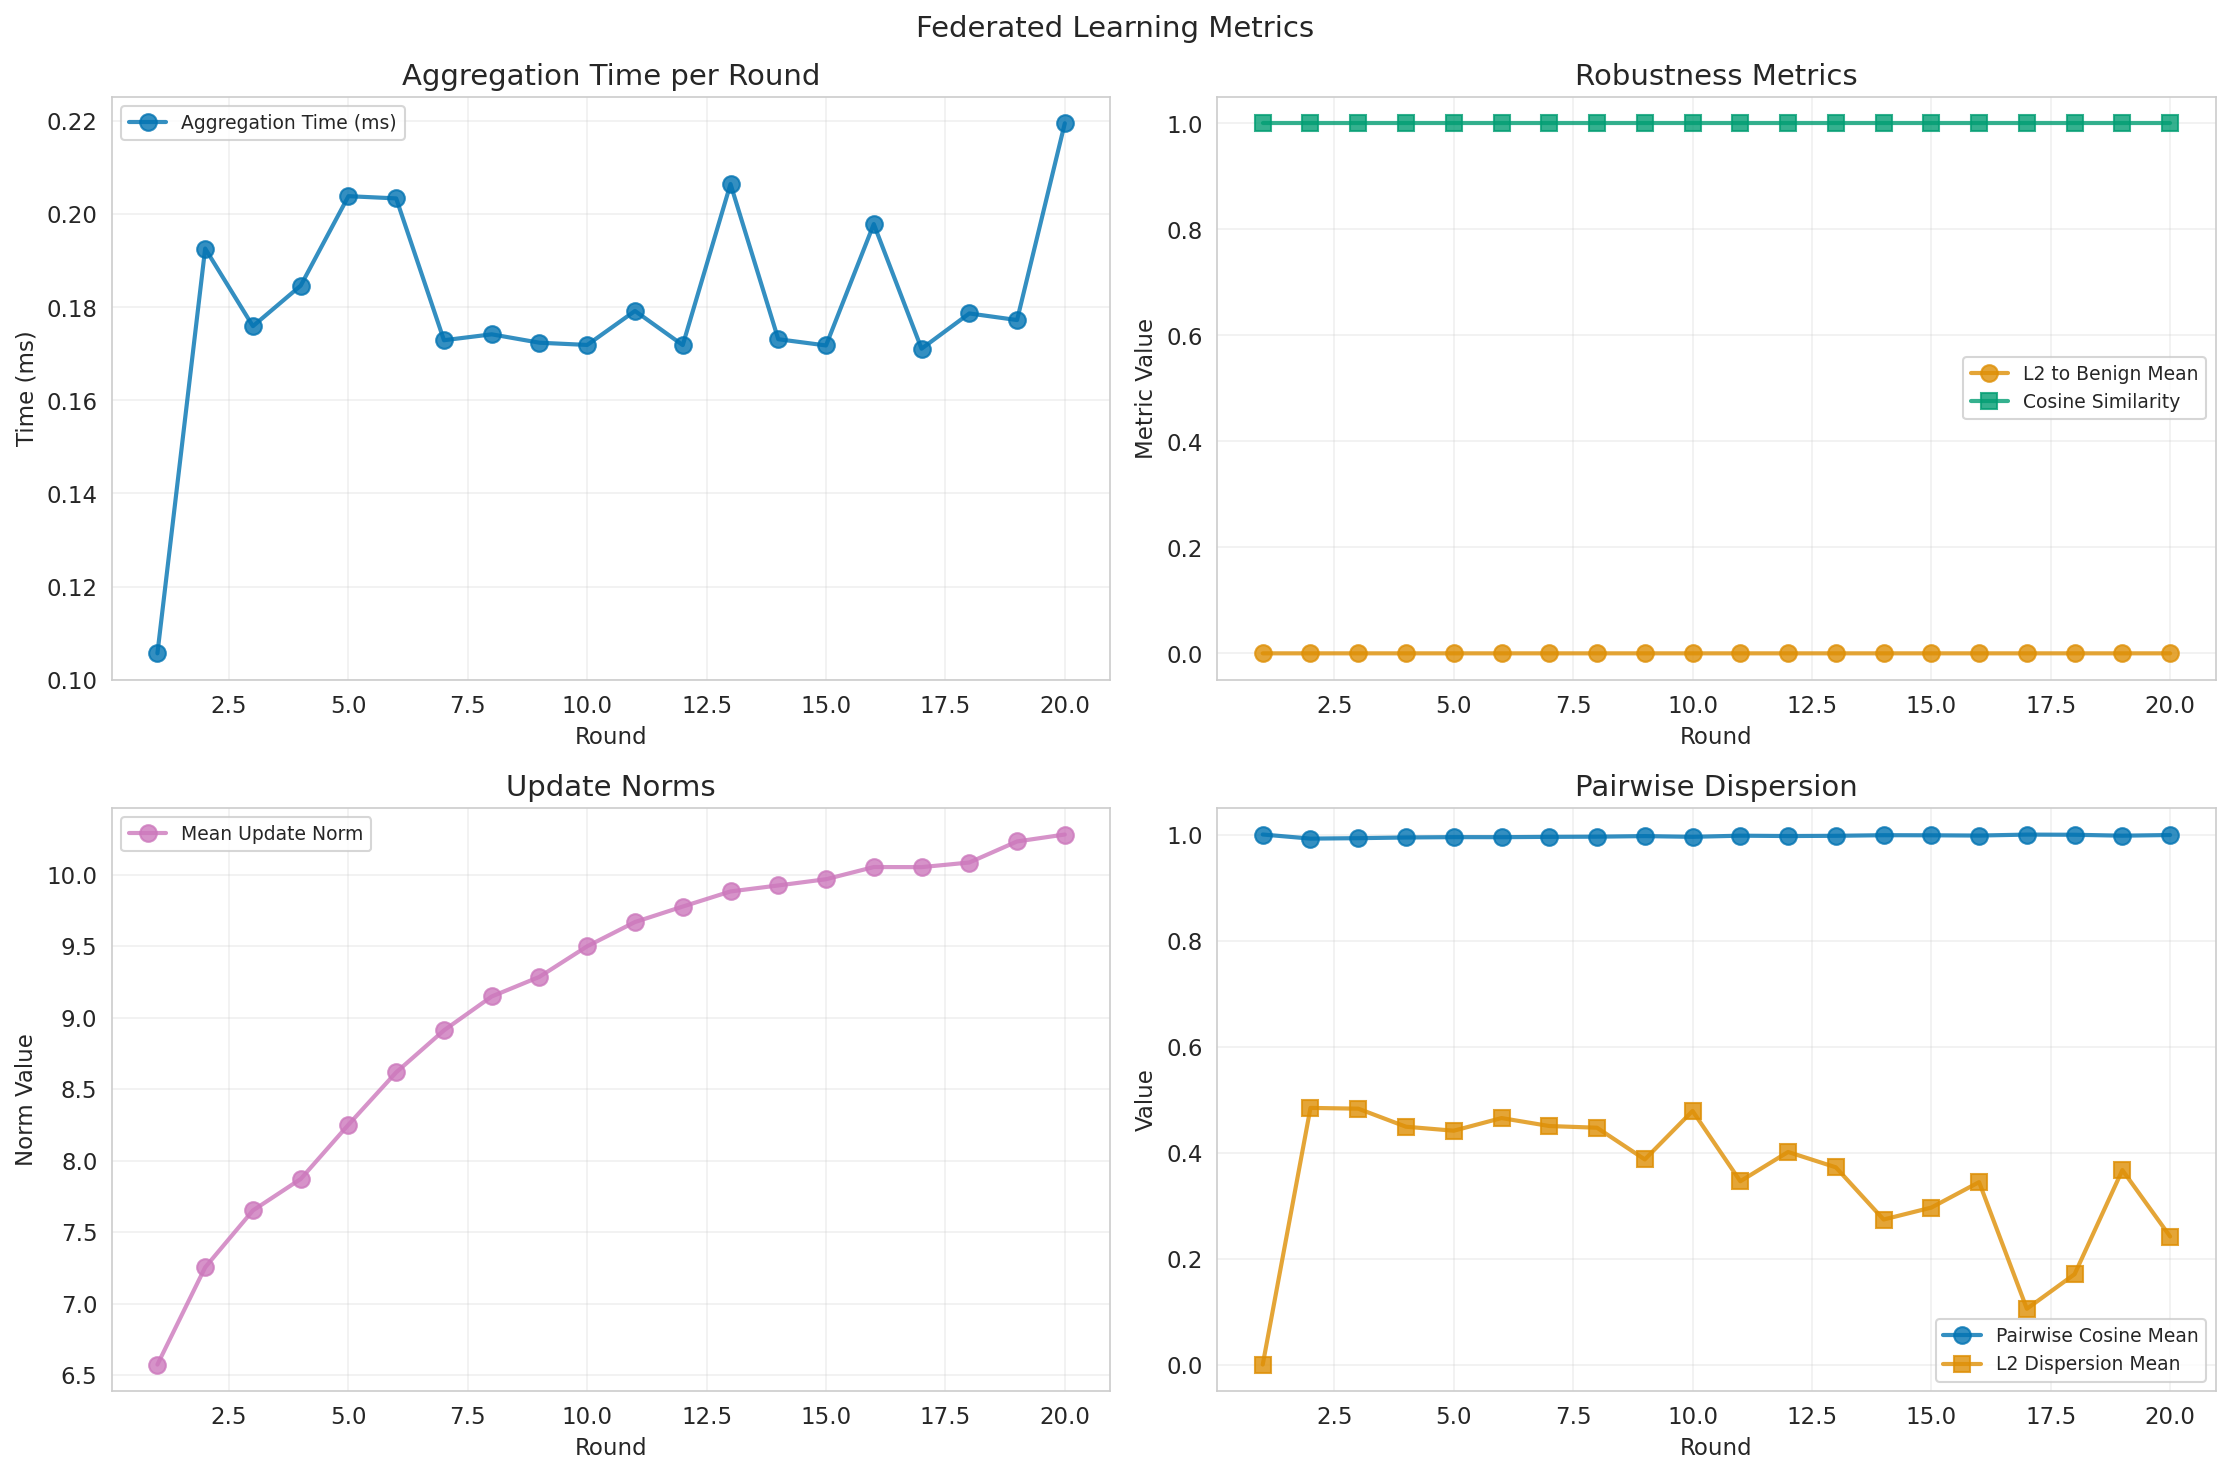 Federated Learning Metrics
Aggregation Time per Round
Aggregation Time (ms)
Time (ms)
0.22
0.20
0.18
0.16
0.14
0.12
0.10
2.5 5.0 7.5 10.0 12.5 15.0 17.5 20.0
Round
Robustness Metrics
Metric Value
1.0
0.8
0.6
0.4
0.2
0.0
L2 to Benign Mean
Cosine Similarity
2.5 5.0 7.5 10.0 12.5 15.0 17.5 20.0
Round
Update Norms
Mean Update Norm
Norm Value
10.0
9.5
9.0
8.5
8.0
7.5
7.0
6.5
2.5 5.0 7.5 10.0 12.5 15.0 17.5 20.0
Round
Pairwise Dispersion
Value
1.0
0.8
0.6
0.4
0.2
0.0
Pairwise Cosine Mean
L2 Dispersion Mean
2.5 5.0 7.5 10.0 12.5 15.0 17.5 20.0
Round